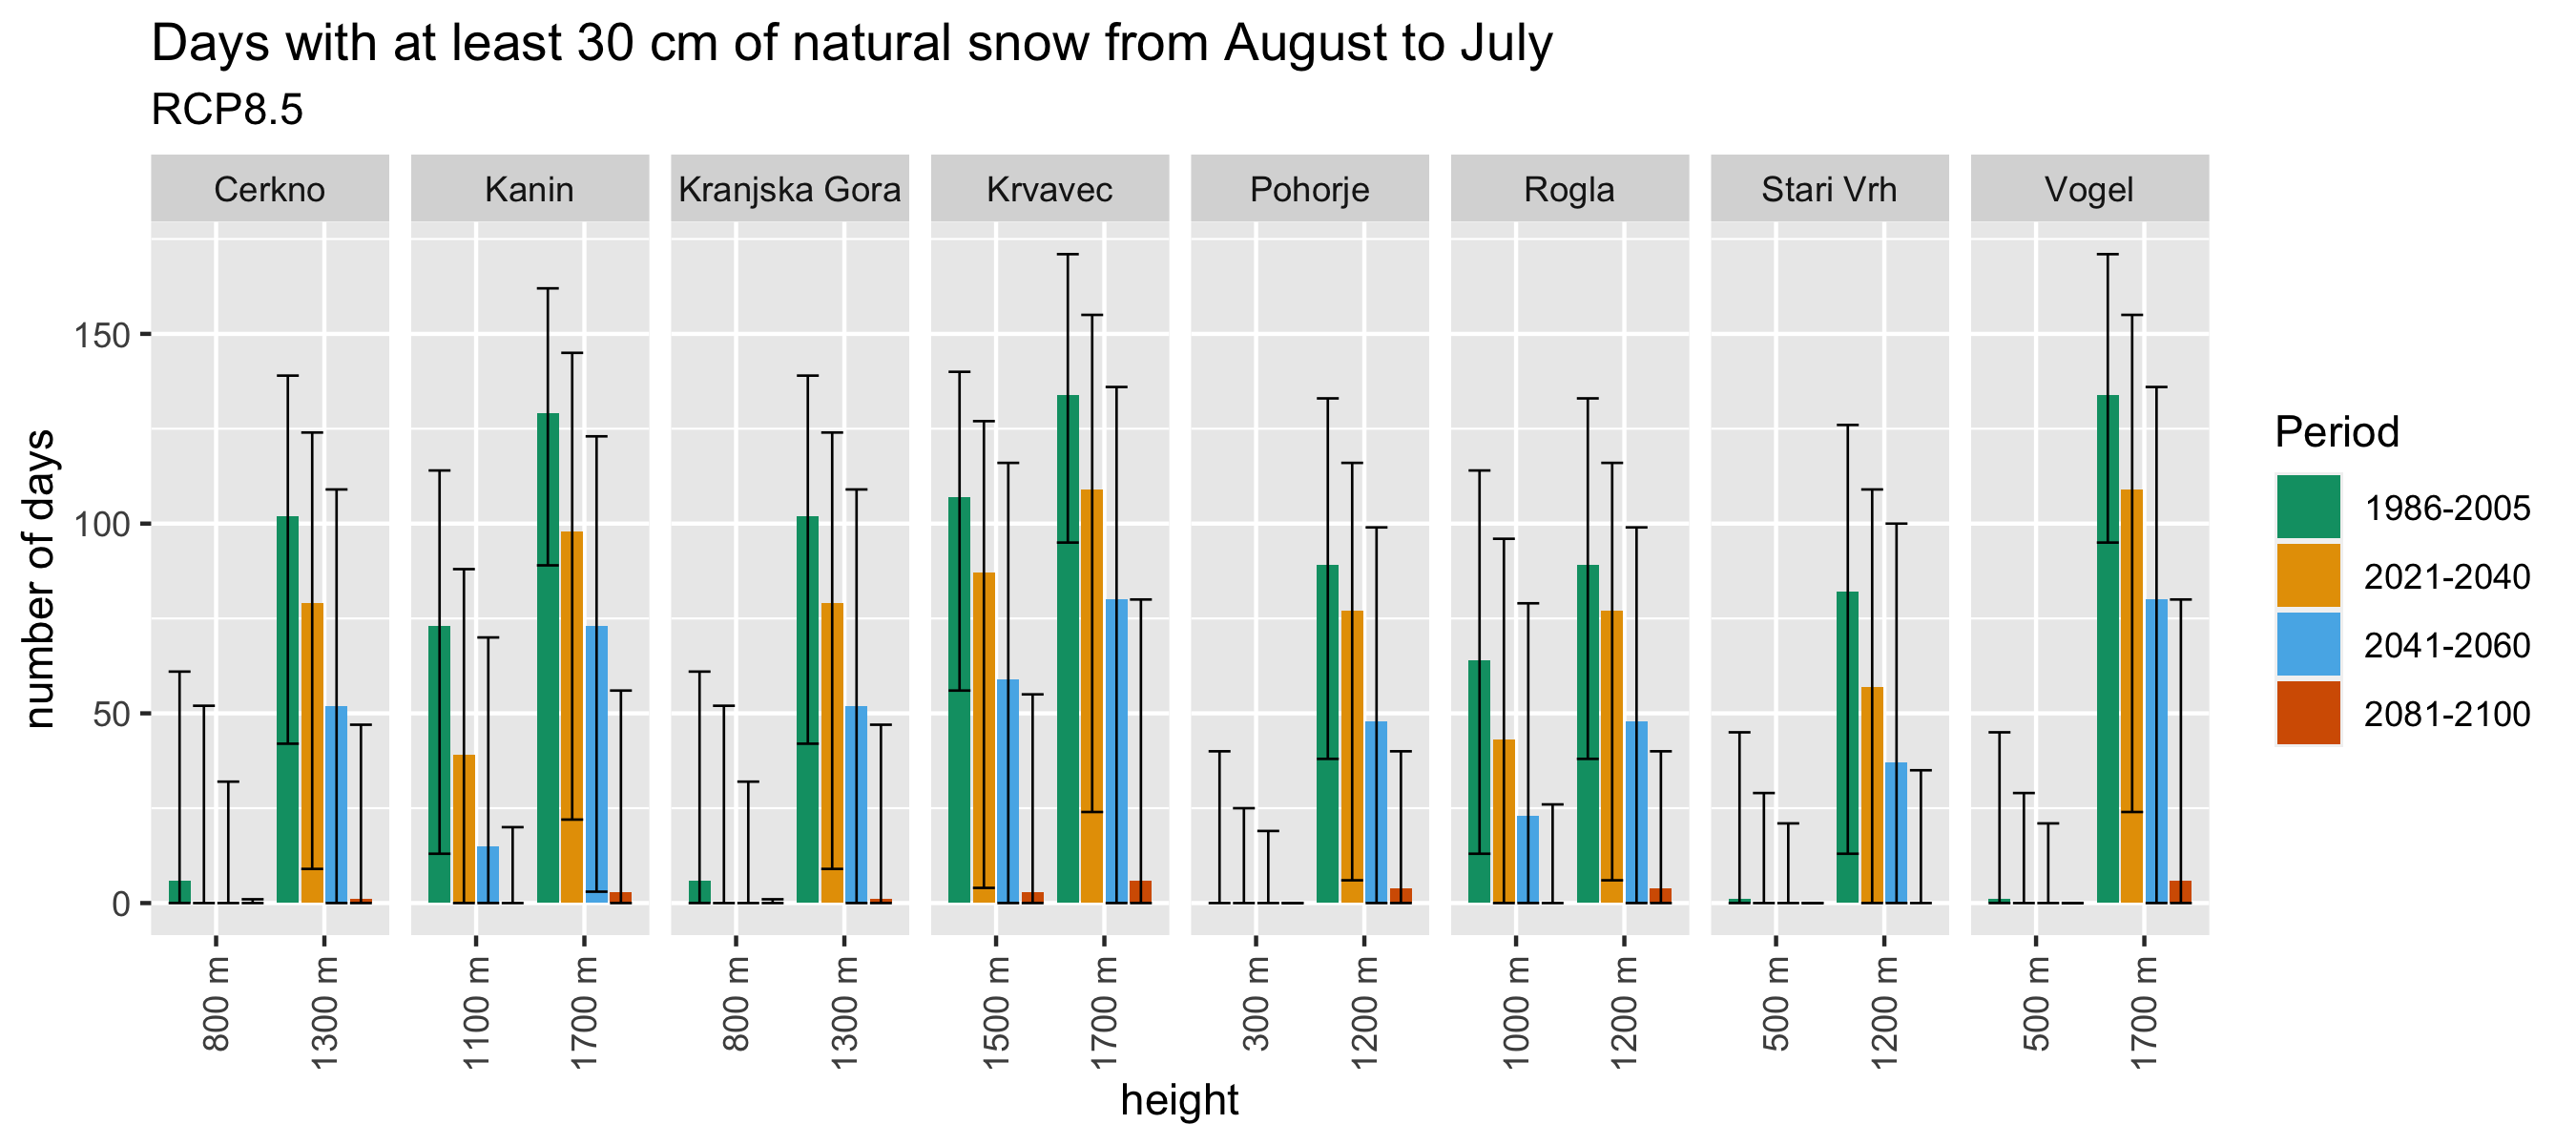 Days with at least 30 cm of natural snow from August to July
RCP8.5
Cerkno Kanin Kranjska Gora Krvavec Pohorje Rogla Stari Vrh Vogel
number of days
150
100
50
0
800 m 1300 m 1100 m 1700 m 800 m 1300 m 1500 m 1700 m 300 m 1200 m 1000 m 1200 m 500 m 1200 m 500 m 1700 m
height
Period
1986-2005
2021-2040
2041-2060
2081-2100